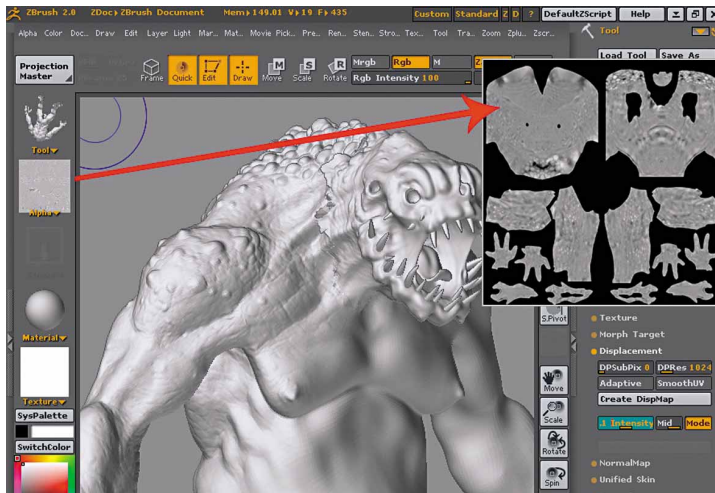 ZBrush 2.0 ZDoc▸ZBrush Document Mem▸149.01 V▸19 F▸435 Custom Standard Z D ? DefaultZScript Help
Alpha Color Doc.. Draw Edit Layer Light Mar.. Mat.. Movie Pick.. Pre.. Ren.. Sten.. Stro.. Tex.. Tool Tra.. Zoom Zplu.. Zscr..
Tool
Load Tool Save As
Projection
Master
Frame Quick Edit Draw Move Scale Rotate
Mrgb Rgb M
Rgb Intensity 100
Tool
Alpha
Material
Texture
SysPalette
SwitchColor
S.Pivot
Move
Scale
Rotate
Spin
Texture
Morph Target
Displacement
DPSubPix 0 DPRes 1024
Adaptive SmoothUV
Create DispMap
.1 Intensity Mid Mode
NormalMap
Unified Skin